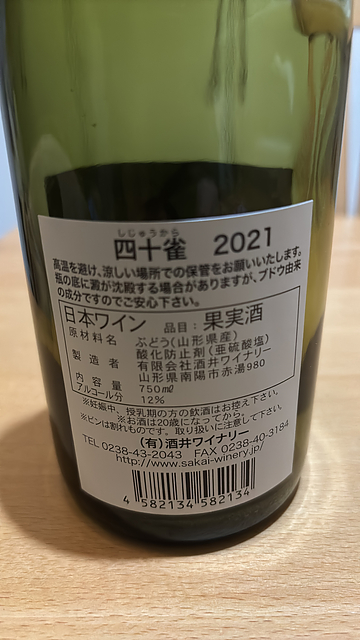 しじゅうから
四十雀 2021
高温を避け、涼しい場所での保管をお願いいたします。
瓶の底に澱が沈殿する場合がありますが、ブドウ由来
の成分ですのでご安心下さい。
日本ワイン 品目：果実酒
原材料名 ぶどう(山形県産)
酸化防止剤(亜硫酸塩)
製造者 有限会社酒井ワイナリー
山形県南陽市赤湯980
内容量 750㎖
アルコール分 12%
※妊娠中、授乳期の方の飲酒はお控え下さい。
※お酒は20歳になってから。
※ビンは割れものです。取り扱いに注意して下さい。
(有)酒井ワイナリー
TEL 0238-43-2043 FAX 0238-40-3184
http://www.sakai-winery.jp/
4 582134 582134